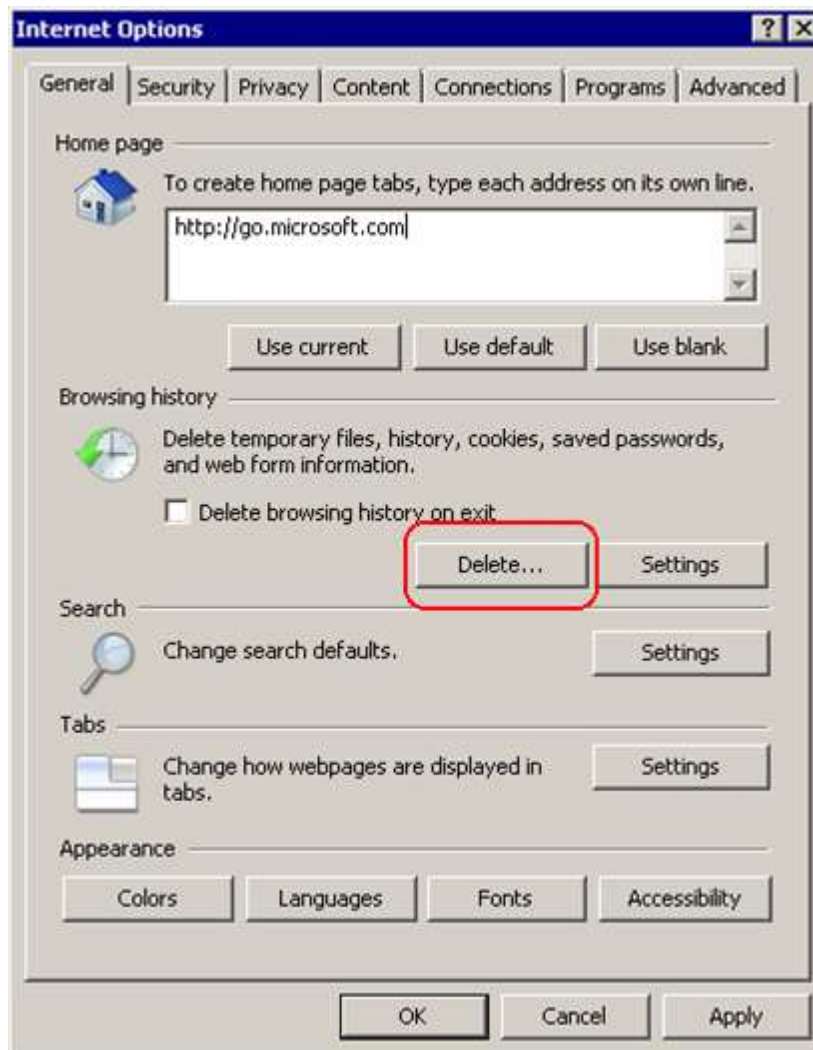 Internet Options
General Security Privacy Content Connections Programs Advanced
Home page
To create home page tabs, type each address on its own line.
http://go.microsoft.com
Use current Use default Use blank
Browsing history
Delete temporary files, history, cookies, saved passwords,
and web form information.
Delete browsing history on exit
Delete... Settings
Search
Change search defaults. Settings
Tabs
Change how webpages are displayed in Settings
tabs.
Appearance
Colors Languages Fonts Accessibility
OK Cancel Apply